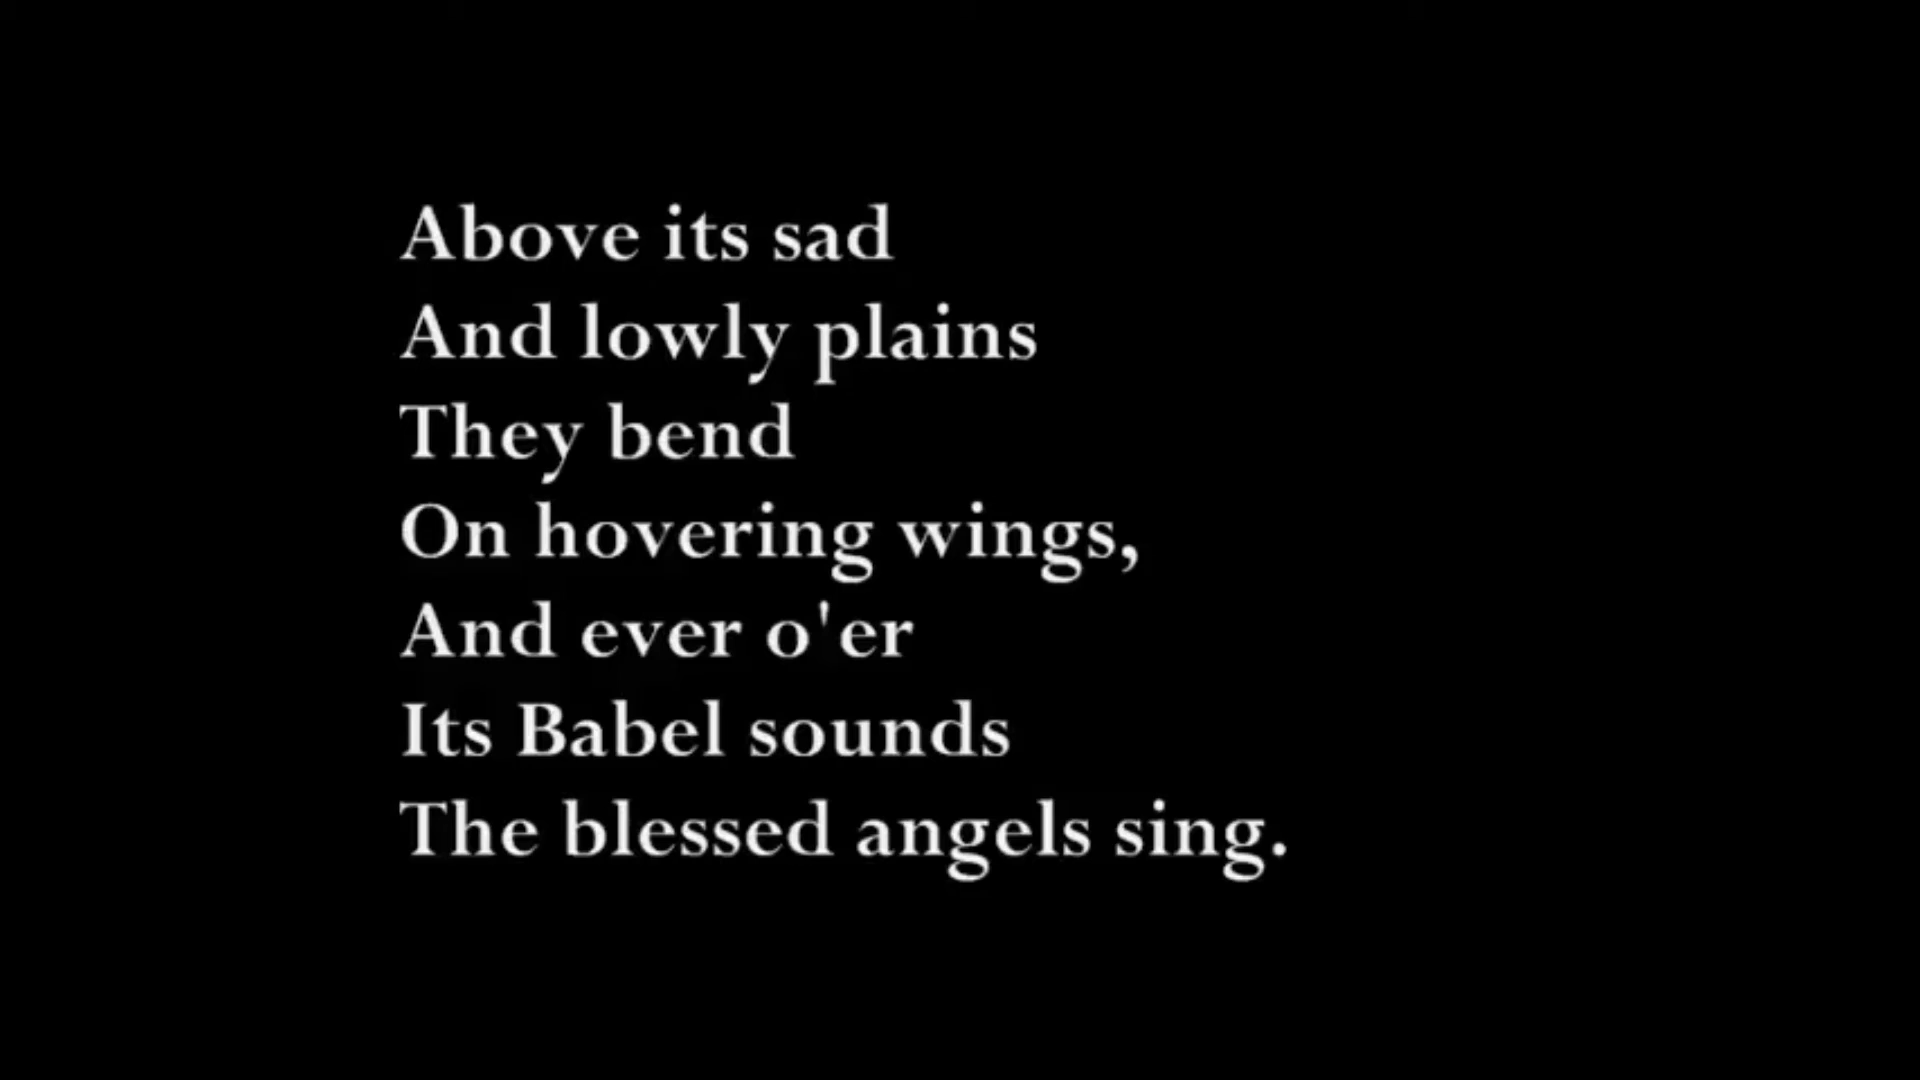 Above its sad
And lowly plains
They bend
On hovering wings,
And ever o'er
Its Babel sounds
The blessed angels sing.